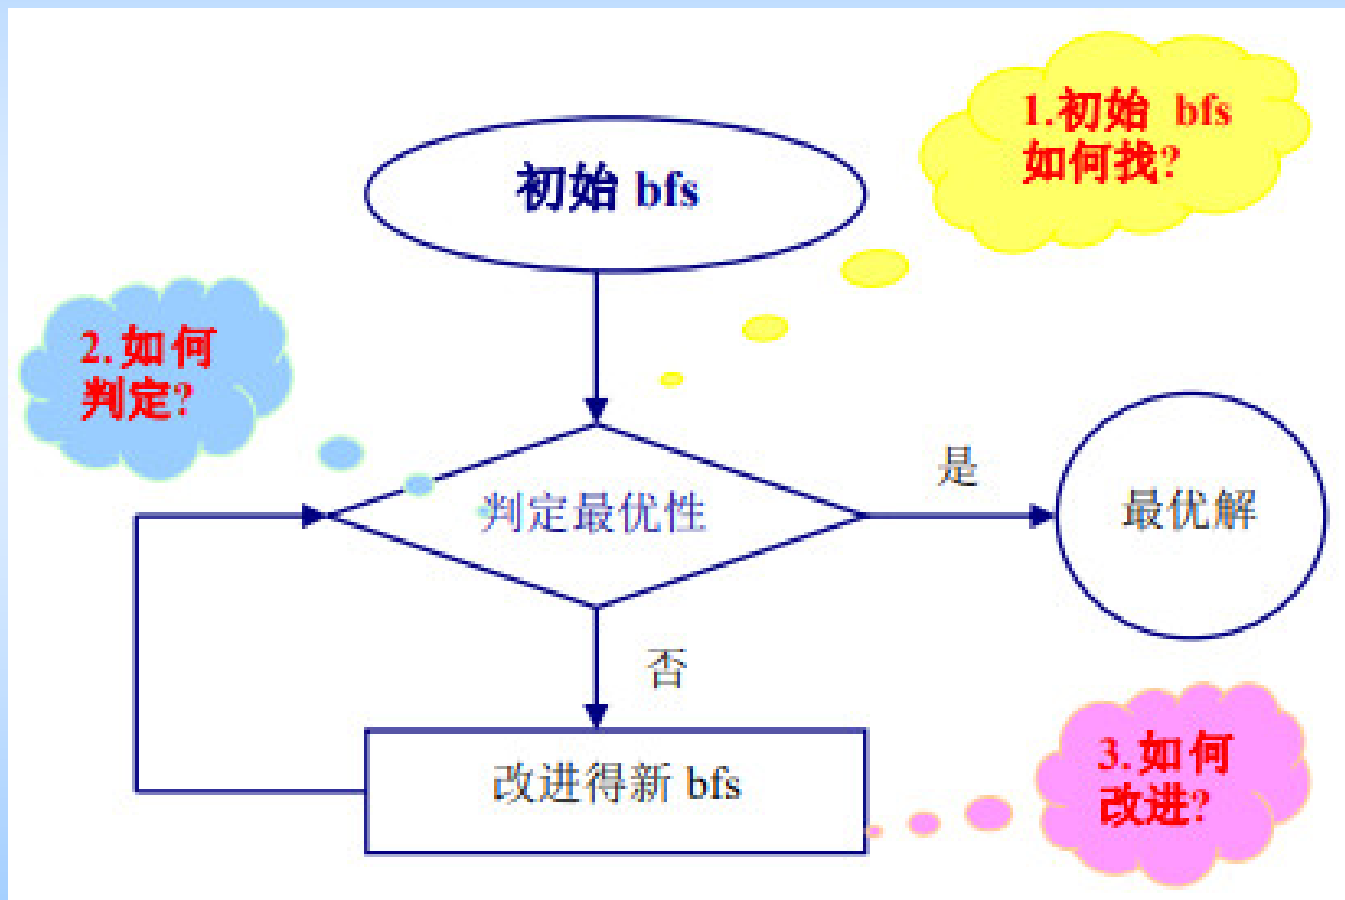 1.初始 bfs
如何找?
初始 bfs
2.如何
判定?
判定最优性
是
最优解
否
改进得新 bfs
3.如何
改进?